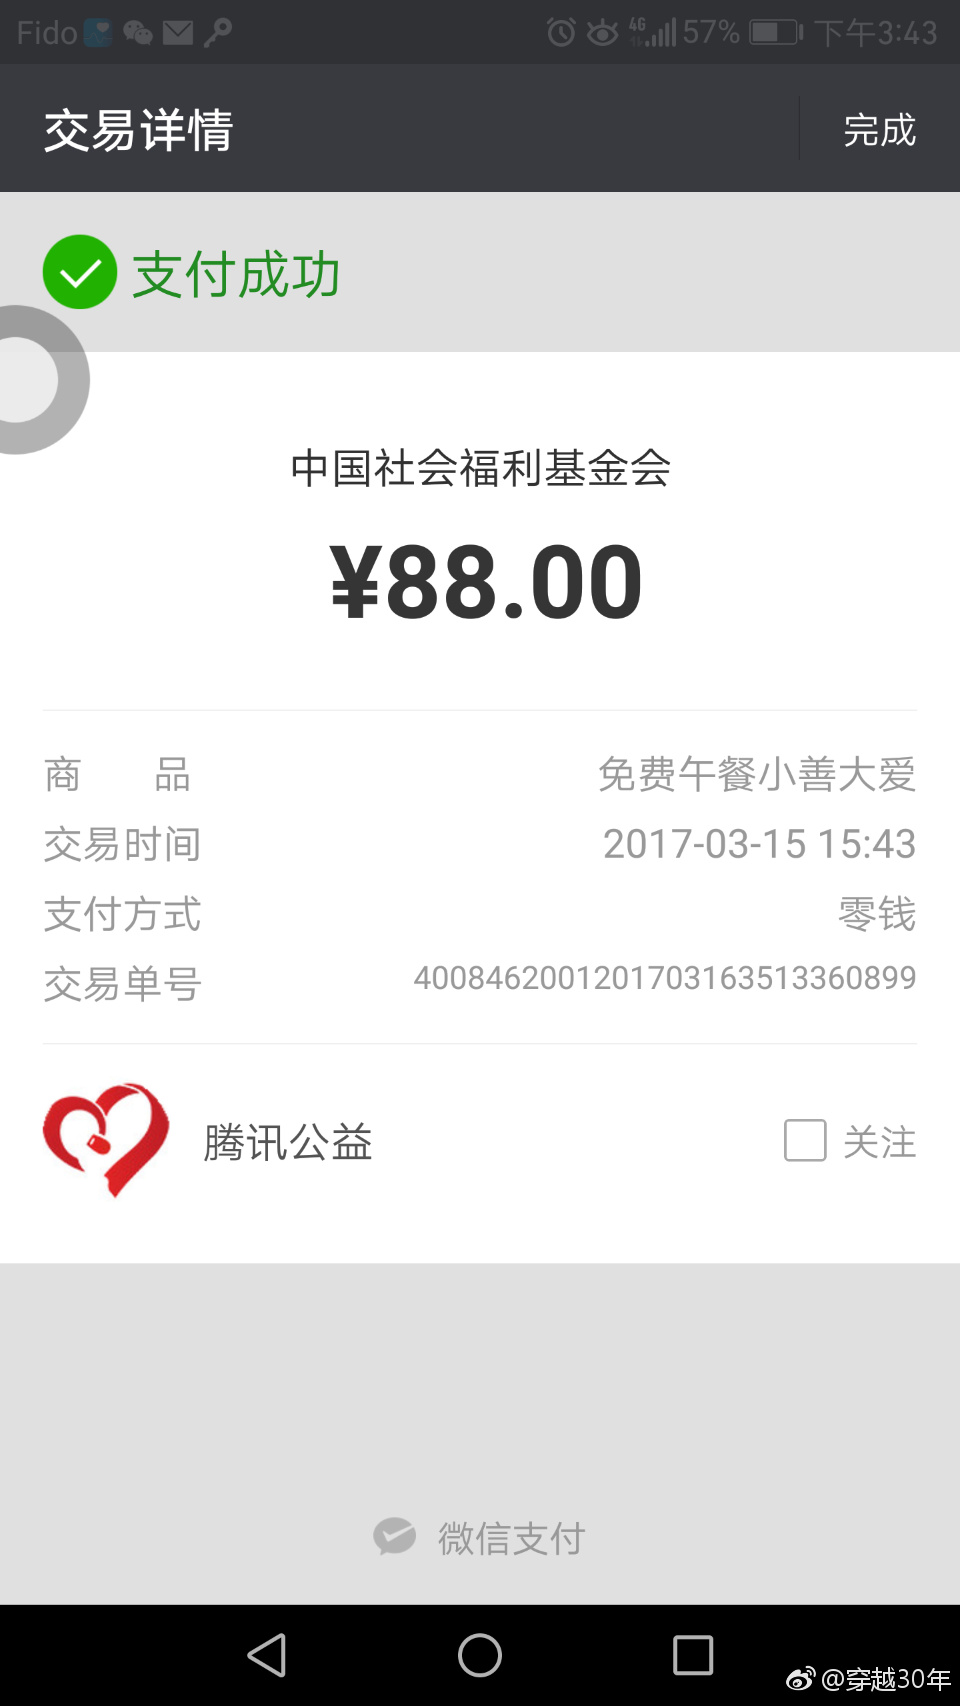 Fido 4G 57% 下午3:43
交易详情 完成
支付成功
中国社会福利基金会
¥88.00
商 品 免费午餐小善大爱
交易时间 2017-03-15 15:43
支付方式 零钱
交易单号 4008462001201703163513360899
腾讯公益 关注
微信支付
@穿越30年